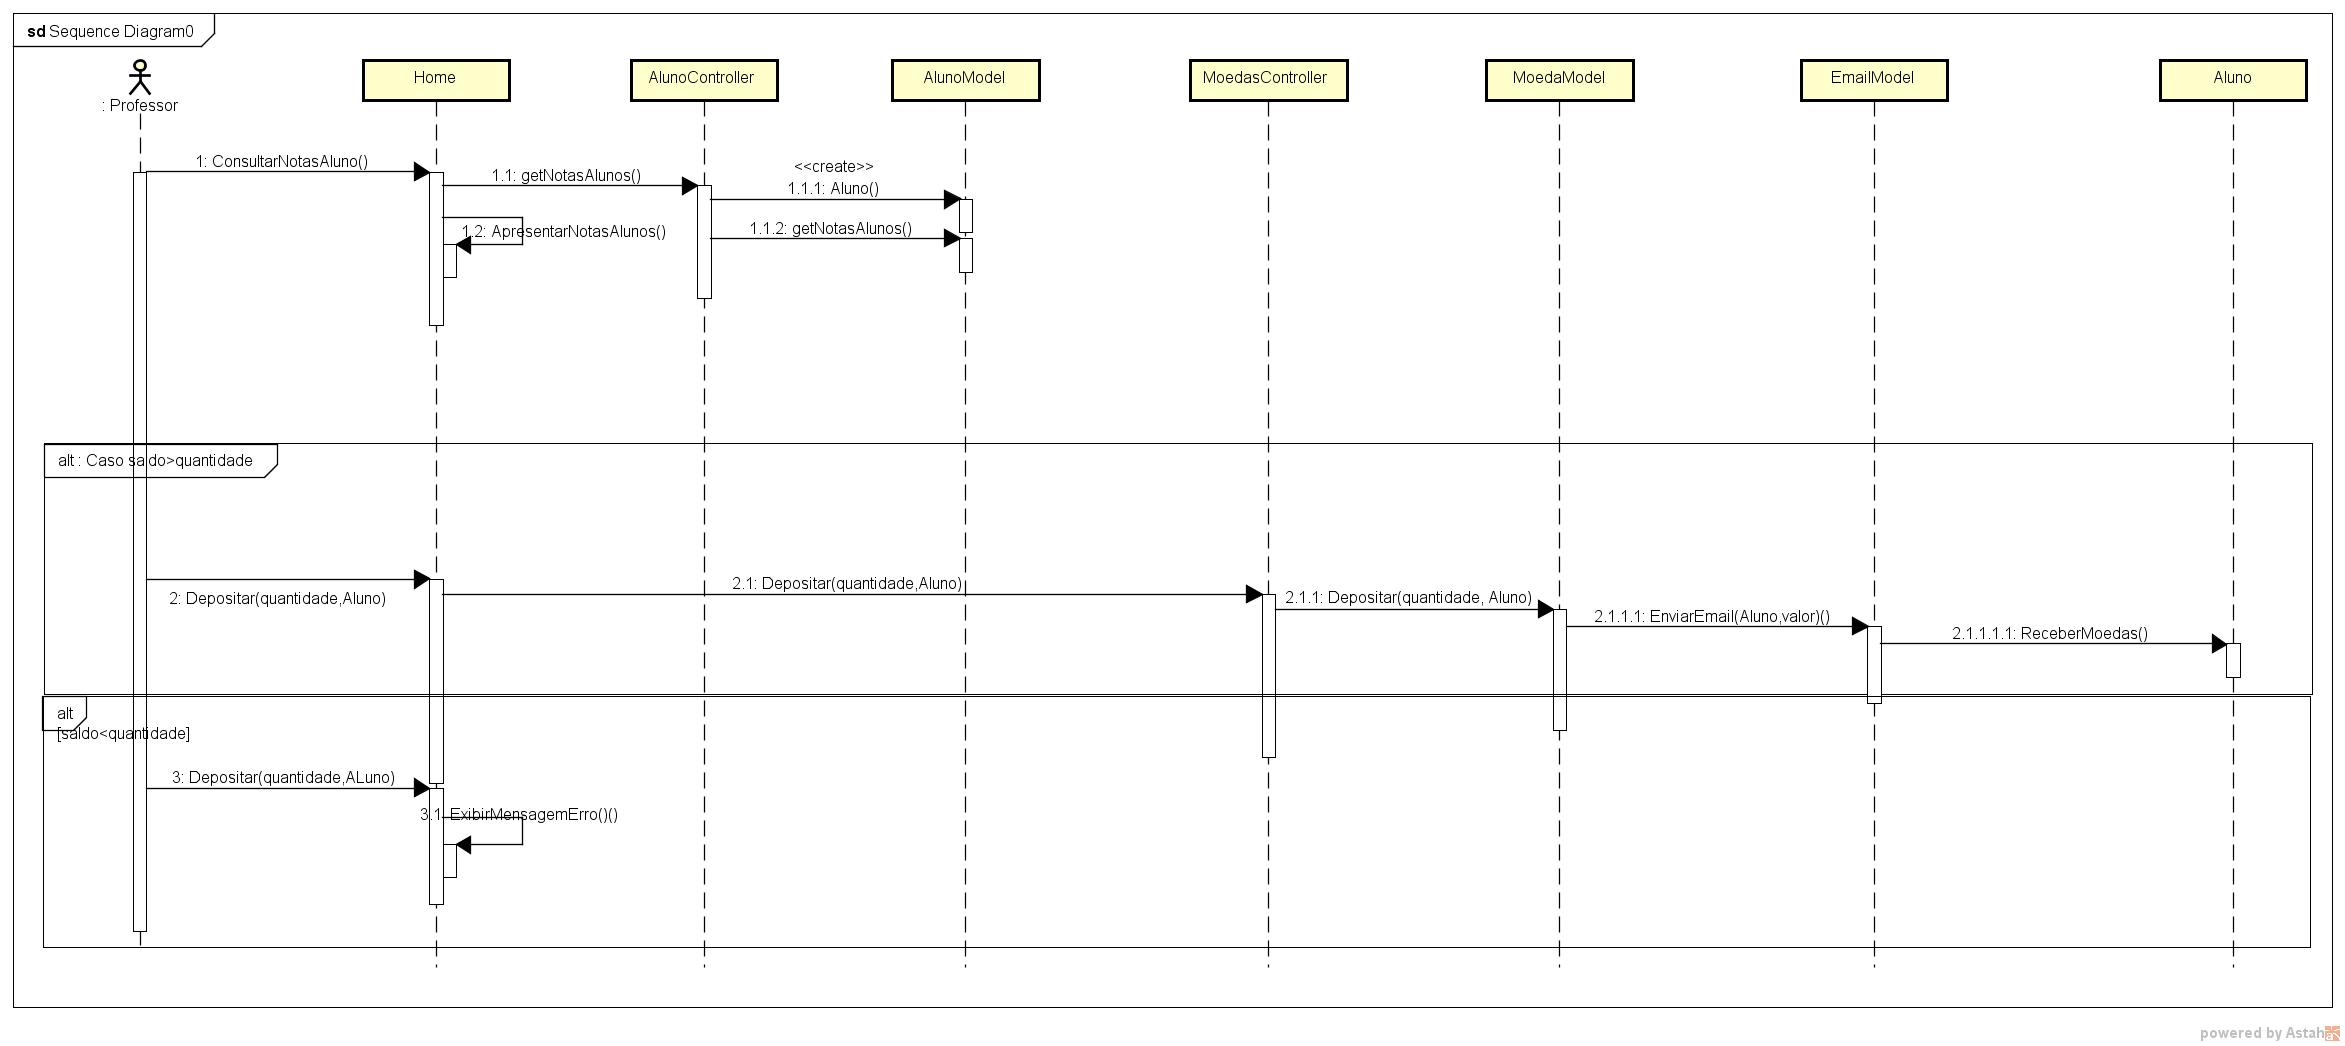 sd Sequence Diagram0
: Professor
Home
AlunoController
AlunoModel
MoedasController
MoedaModel
EmailModel
Aluno
1: ConsultarNotasAluno()
1.1: getNotasAlunos()
<<create>>
1.1.1: Aluno()
1.1.2: getNotasAlunos()
1.2: ApresentarNotasAlunos()
alt : Caso saldo>quantidade
2: Depositar(quantidade,Aluno)
2.1: Depositar(quantidade,Aluno)
2.1.1: Depositar(quantidade, Aluno)
2.1.1.1: EnviarEmail(Aluno,valor)()
2.1.1.1.1: ReceberMoedas()
alt
[saldo<quantidade]
3: Depositar(quantidade,ALuno)
3.1: ExibirMensagemErro()()
powered by Astah